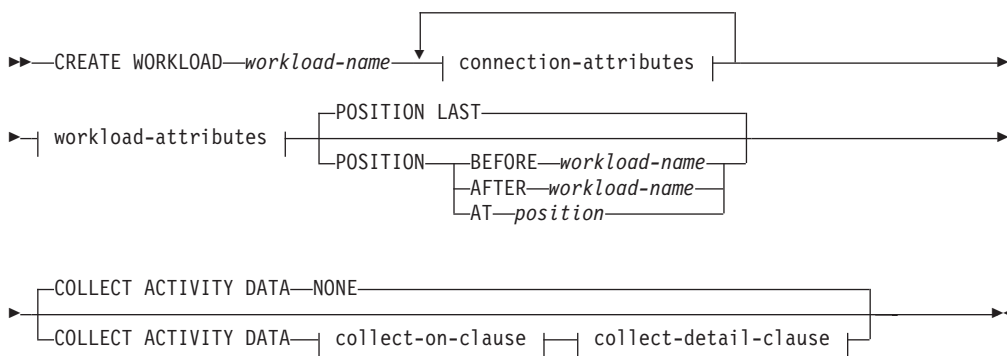 CREATE WORKLOAD workload-name connection-attributes
workload-attributes
POSITION LAST
POSITION BEFORE workload-name
AFTER workload-name
AT position
COLLECT ACTIVITY DATA NONE
COLLECT ACTIVITY DATA collect-on-clause collect-detail-clause